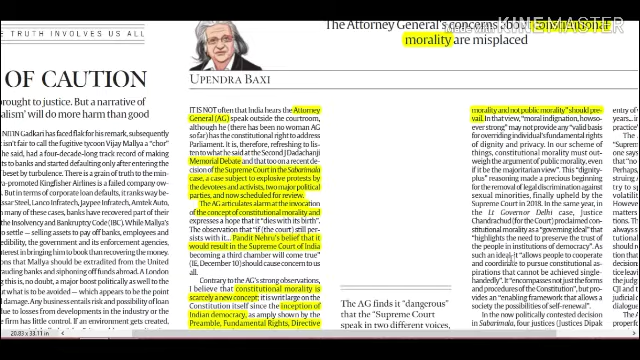 The Attorney General's concerns about constitutional
morality are misplaced
Made with KINEMASTER
E TRUTH INVOLVES US ALL
OF CAUTION
rought to justice. But a narrative of
alism' will do more harm than good
NITIN Gadkari has faced flak for his remark, subsequently
isn't fair to call the fugitive tycoon Vijay Mallya a "chor"
he said, had a four-decade-long track record of making
ts to banks and started defaulting only after entering the
beset by turbulence. There is a grain of truth to the min-
a-promoted Kingfisher Airlines is a failed company ow-
. But in terms of corporate loan defaults, it ranks way be-
ssar Steel, Lanco Infratech, Jaypee Infratech, Amtek Auto,
n many of these cases, banks have recovered part of their
the Insolvency and Bankruptcy Code (IBC). While Mallya's
o settle — selling assets to pay off banks, employees and
edibility, the government and its enforcement agencies,
nterest in bringing him to book than recovering the money.
ons that Mallya should be extradited from the United
rauding banks and siphoning off funds abroad. A London
ng this is, no doubt, a major boost politically as well to the
at what is to be avoided — which appears to be the point
l damage. Any business entails risk and possibility of loan
due to losses from developments in the industry or the
he firm has little control. If an environment gets created,
UPENDRA BAXI
IT IS NOT often that India hears the Attorney
General (AG) speak outside the courtroom,
although he (there has been no woman AG
so far) has the constitutional right to address
Parliament. It is, therefore, refreshing to lis-
ten to what he said at the Second J Dadachanji
Memorial Debate and that too on a recent de-
cision of the Supreme Court in the Sabarimala
case, a case subject to explosive protests by
the devotees and activists, two major political
parties, and now scheduled for review.
The AG articulates alarm at the invocation
of the concept of constitutional morality and
expresses a hope that it "dies with its birth".
The observation that "if (the court) still per-
sists with it... Pandit Nehru's belief that it
would result in the Supreme Court of India
becoming a third chamber will come true"
(IE, December 10) should cause concern to us
all.
Contrary to the AG's strong observations,
I believe that constitutional morality is
scarcely a new concept; it is writ large on the
Constitution itself since the inception of
Indian democracy, as amply shown by the
Preamble, Fundamental Rights, Directive
The AG finds it "dangerous"
that the "Supreme Court
speak in two different voices,
morality and not public morality" should pre-
vail. In that view, "moral indignation, howso-
ever strong" may not provide any "valid basis
for overriding individual's fundamental rights
of dignity and privacy. In our scheme of
things, constitutional morality must out-
weigh the argument of public morality, even
if it be the majoritarian view". This "dignity-
plus" reasoning made a precious beginning
for the removal of legal discrimination against
sexual minorities, finally upheld by the
Supreme Court in 2018. In the same year, in
the Lt Governor Delhi case, Justice
Chandrachud (for the Court) proclaimed con-
stitutional morality as a "governing ideal" that
"highlights the need to preserve the trust of
the people in institutions of democracy". As
such an ideal, it "allows people to cooperate
and coordinate to pursue constitutional as-
pirations that cannot be achieved single-
handedly". It "encompasses not just the forms
and procedures of the Constitution", but pro-
vides an "enabling framework that allows a
society the possibilities of self-renewal".
In the now politically contested decision
in Sabarimala, four justices (Justices Dipak
20.83 x 33.11 in